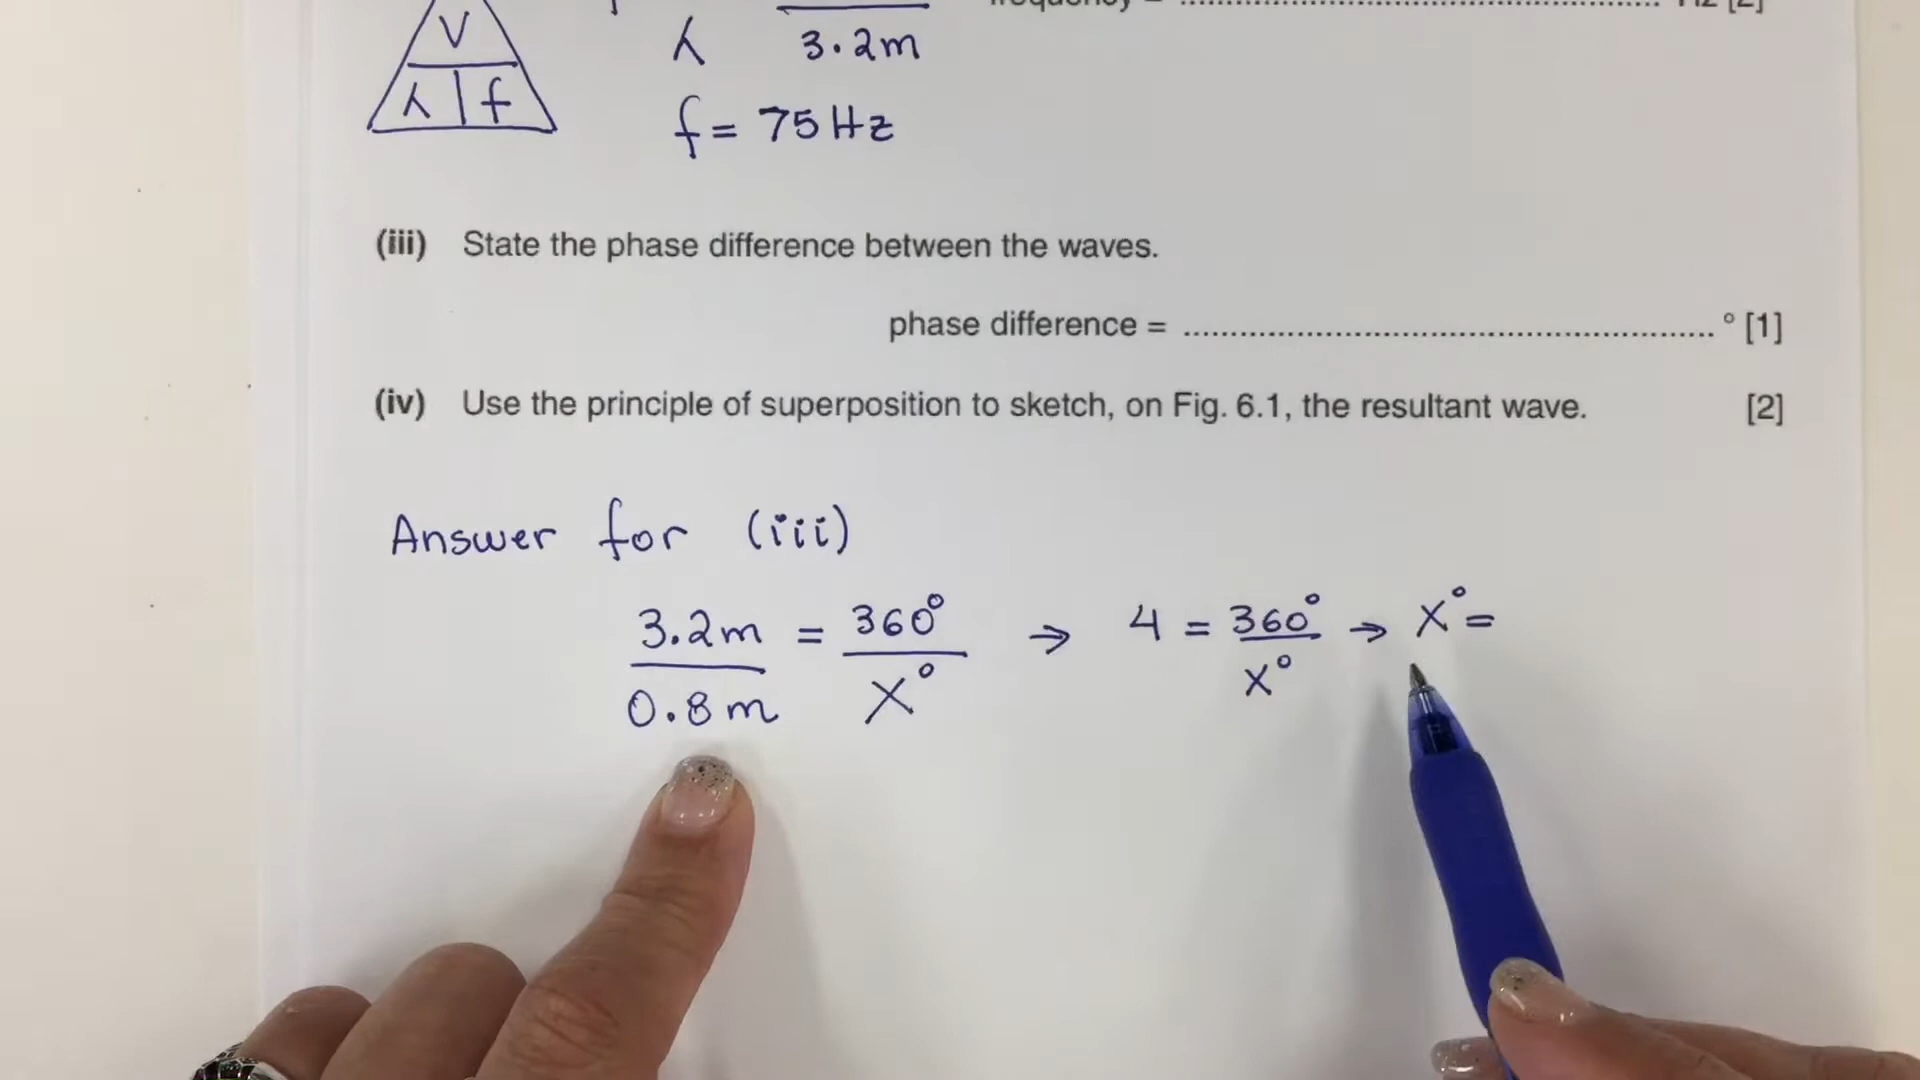 V
λ f
λ 3.2m
f = 75 Hz
(iii) State the phase difference between the waves.
phase difference = ........................................................ ° [1]
(iv) Use the principle of superposition to sketch, on Fig. 6.1, the resultant wave. [2]
Answer for (iii)
3.2m = 360° → 4 = 360° → x° =
0.8m x° x°